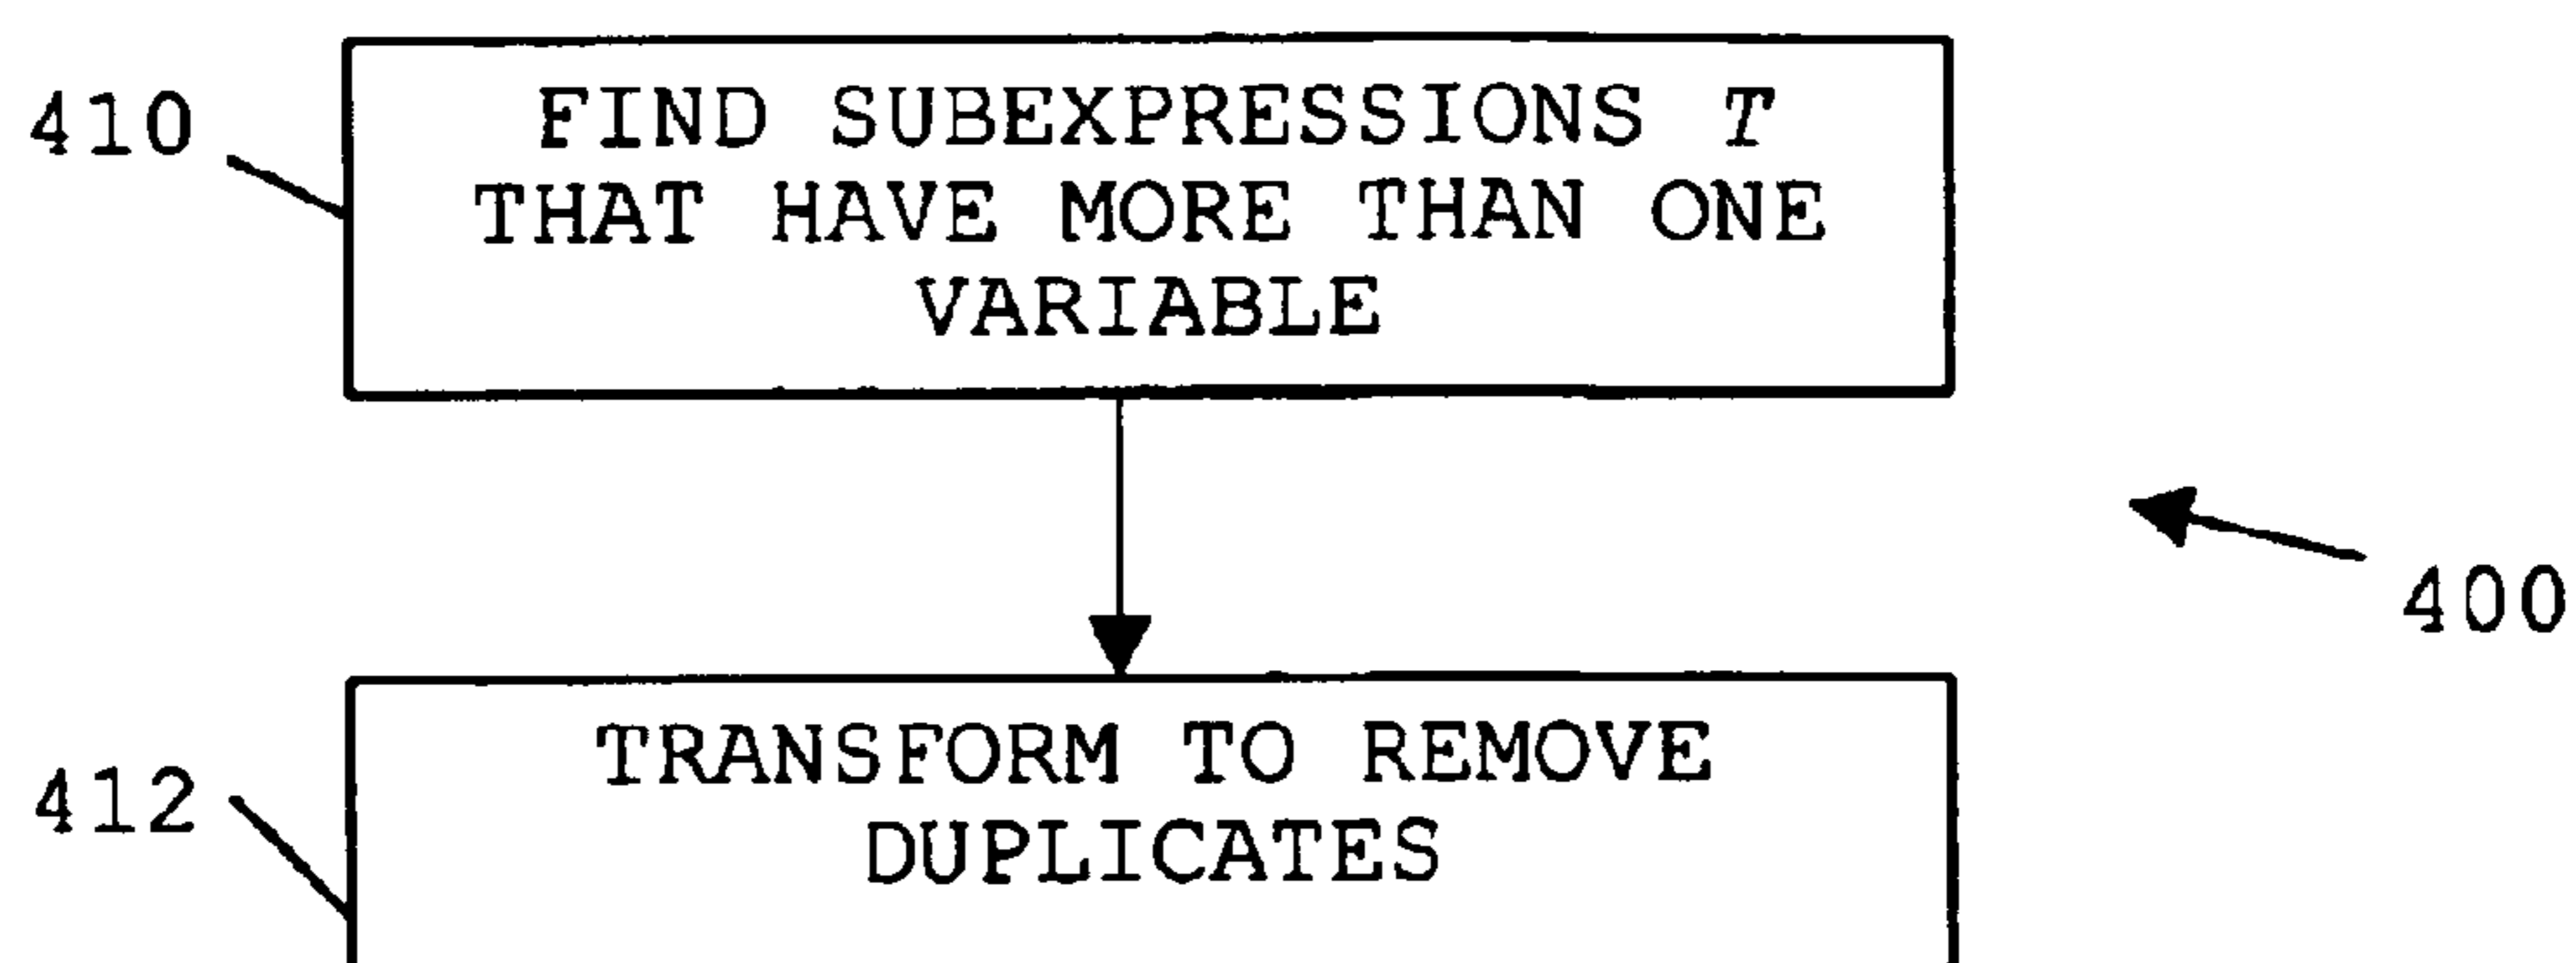 410
FIND SUBEXPRESSIONS T
THAT HAVE MORE THAN ONE
VARIABLE
400
412
TRANSFORM TO REMOVE
DUPLICATES